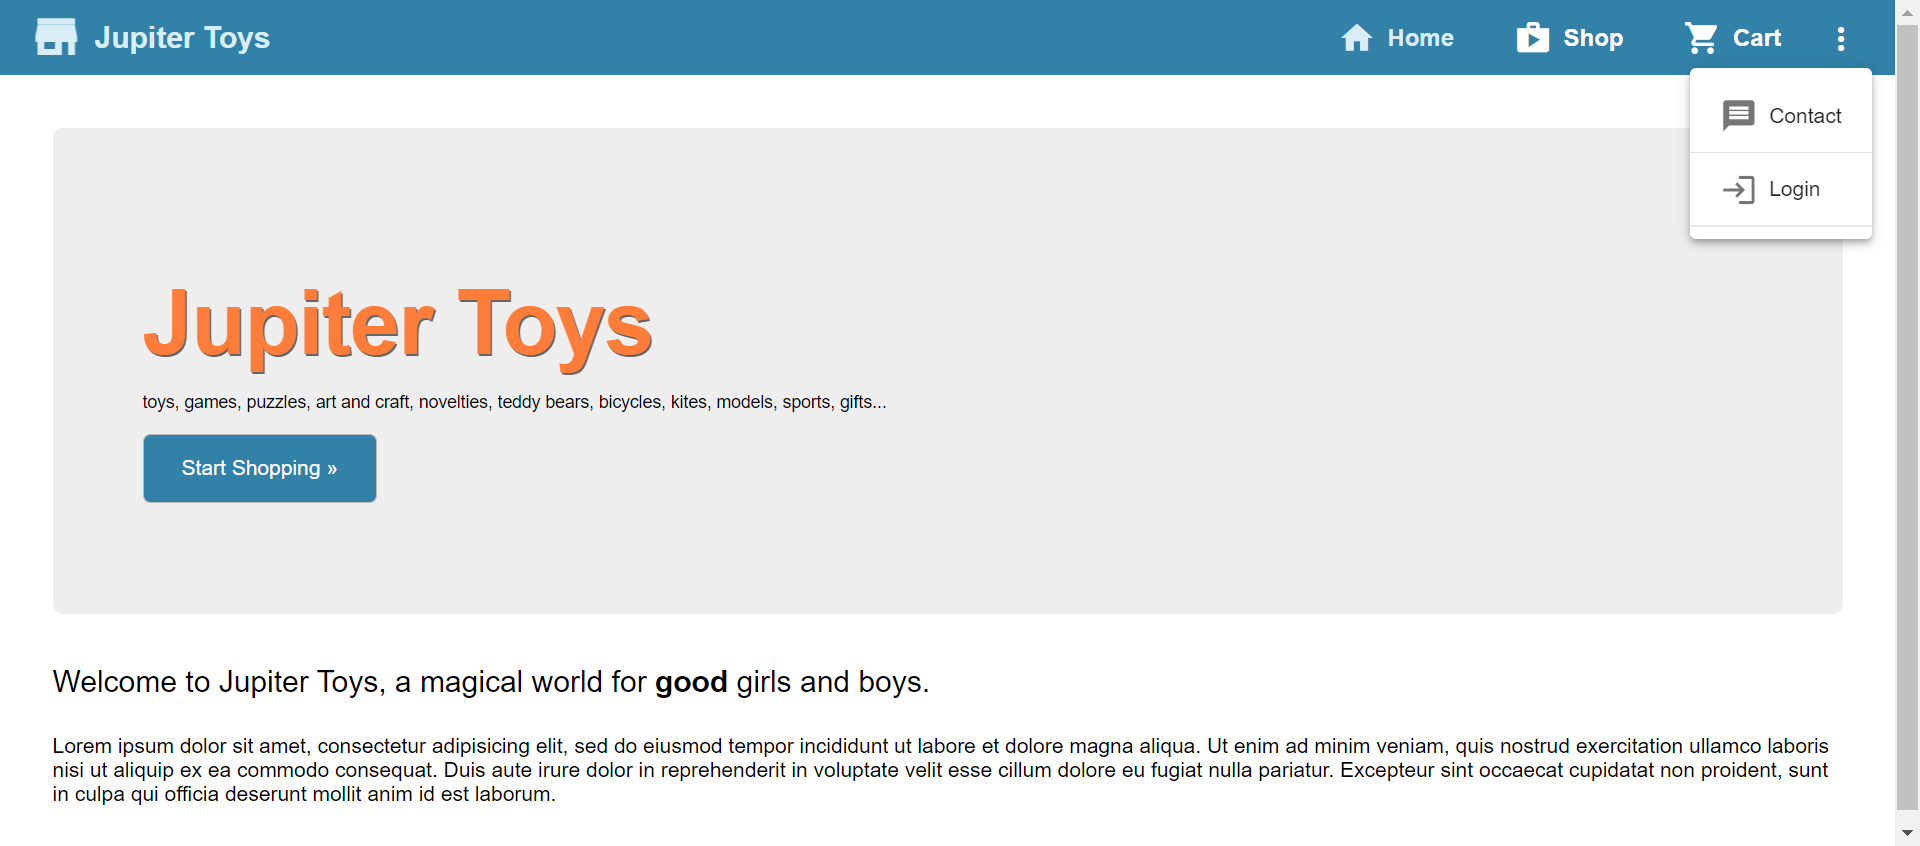 Jupiter Toys
Home
Shop
Cart
Contact
Login
Jupiter Toys
toys, games, puzzles, art and craft, novelties, teddy bears, bicycles, kites, models, sports, gifts...
Start Shopping »
Welcome to Jupiter Toys, a magical world for good girls and boys.
Lorem ipsum dolor sit amet, consectetur adipisicing elit, sed do eiusmod tempor incididunt ut labore et dolore magna aliqua. Ut enim ad minim veniam, quis nostrud exercitation ullamco laboris
nisi ut aliquip ex ea commodo consequat. Duis aute irure dolor in reprehenderit in voluptate velit esse cillum dolore eu fugiat nulla pariatur. Excepteur sint occaecat cupidatat non proident, sunt
in culpa qui officia deserunt mollit anim id est laborum.